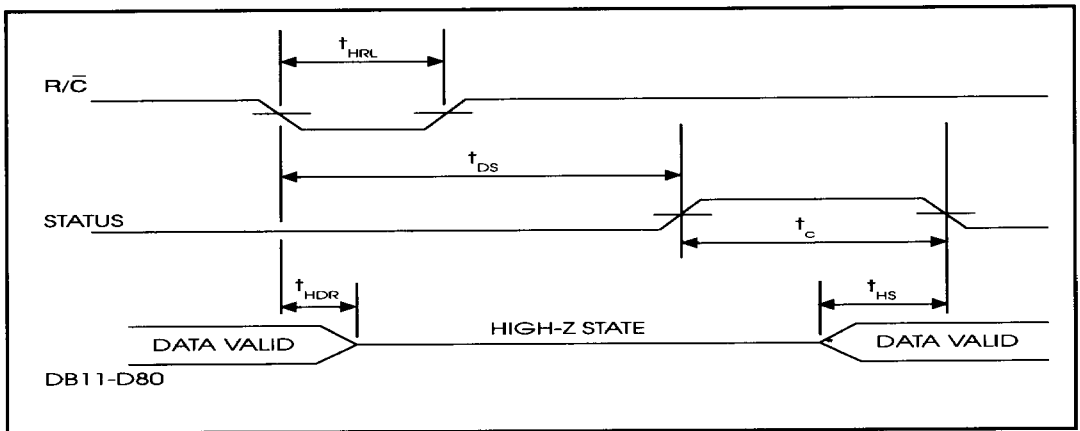 tHRL
R/C̅
tDS
STATUS
tC
tHDR
tHS
HIGH-Z STATE
DATA VALID
DATA VALID
DB11-D80